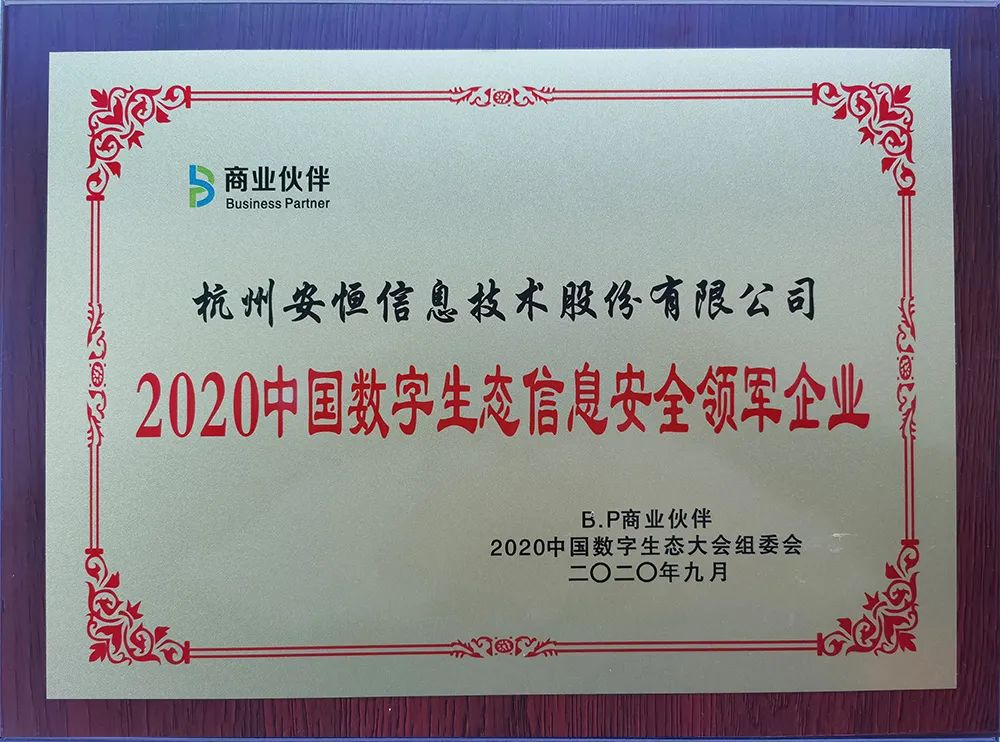 商业伙伴
Business Partner
杭州安恒信息技术股份有限公司
2020中国数字生态信息安全领军企业
B.P商业伙伴
2020中国数字生态大会组委会
二〇二〇年九月